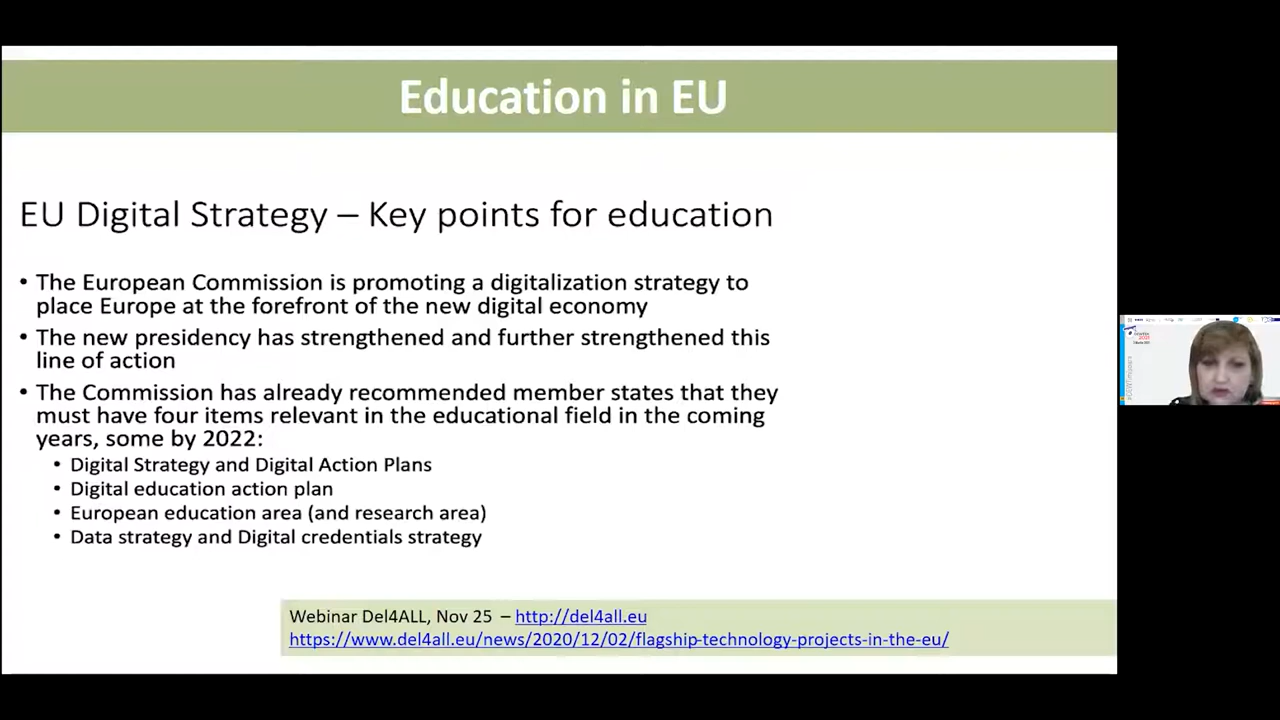 Education in EU
EU Digital Strategy – Key points for education
• The European Commission is promoting a digitalization strategy to
place Europe at the forefront of the new digital economy
• The new presidency has strengthened and further strengthened this
line of action
• The Commission has already recommended member states that they
must have four items relevant in the educational field in the coming
years, some by 2022:
• Digital Strategy and Digital Action Plans
• Digital education action plan
• European education area (and research area)
• Data strategy and Digital credentials strategy
Webinar Del4ALL, Nov 25 – http://del4all.eu
https://www.del4all.eu/news/2020/12/02/flagship-technology-projects-in-the-eu/